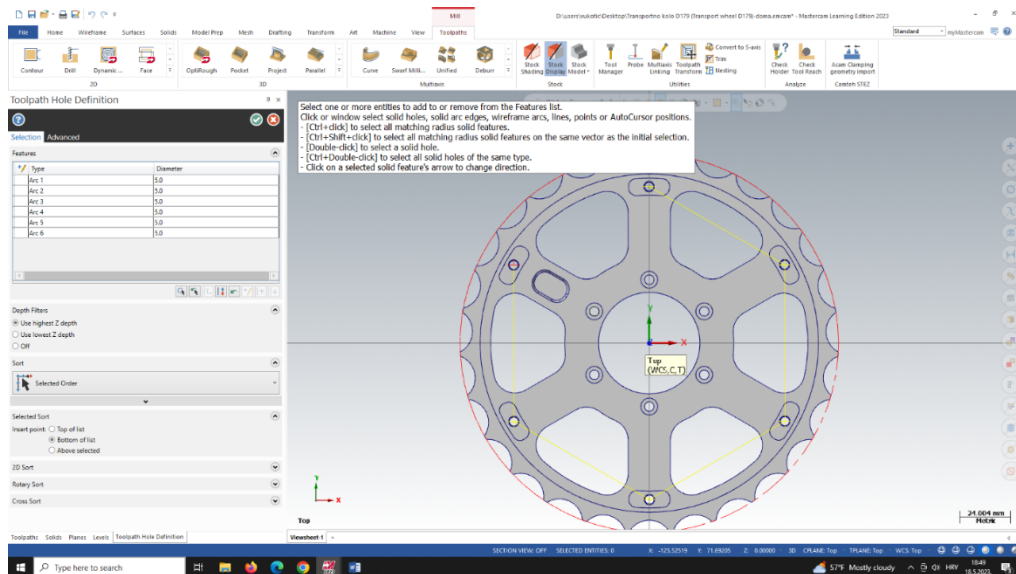 Mill
D:\users\vukotic\Desktop\Transportno kolo D179 (Transport wheel D179)-doma.emcam* - Mastercam Learning Edition 2023
File Home Wireframe Surfaces Solids Model Prep Mesh Drafting Transform Art Machine View Toolpaths
Standard myMastercam
Contour Drill Dynamic ... Face OptiRough Pocket Project Parallel Curve Swarf Milli... Unified Deburr Stock Shading Stock Display Stock Model Tool Manager Probe Multiaxis Linking Toolpath Transform Convert to 5-axis Trim Nesting Check Holder Check Tool Reach Acam Clamping geometry import
2D 3D Multiaxis Stock Utilities Analyze Camteh STEZ
Toolpath Hole Definition
Selection Advanced
Features
Type Diameter
Arc 1 5.0
Arc 2 5.0
Arc 3 5.0
Arc 4 5.0
Arc 5 5.0
Arc 6 5.0
Depth Filters
Use highest Z depth
Use lowest Z depth
Off
Sort
Selected Order
Selected Sort
Insert point: Top of list
Bottom of list
Above selected
2D Sort
Rotary Sort
Cross Sort
Select one or more entities to add to or remove from the Features list.
Click or window select solid holes, solid arc edges, wireframe arcs, lines, points or AutoCursor positions.
- [Ctrl+click] to select all matching radius solid features.
- [Ctrl+Shift+click] to select all matching radius solid features on the same vector as the initial selection.
- [Double-click] to select a solid hole.
- [Ctrl+Double-click] to select all solid holes of the same type.
- Click on a selected solid feature's arrow to change direction.
Y
X
Top
(WCS,C,T)
Y
X
Top
24.004 mm
Metric
Toolpaths Solids Planes Levels Toolpath Hole Definition
Viewsheet 1
SECTION VIEW: OFF SELECTED ENTITIES: 0 X: -123.52519 Y: 71.69205 Z: 0.00000 3D CPLANE: Top TPLANE: Top WCS: Top
Type here to search
57°F Mostly cloudy HRV 18:49
18.5.2023.